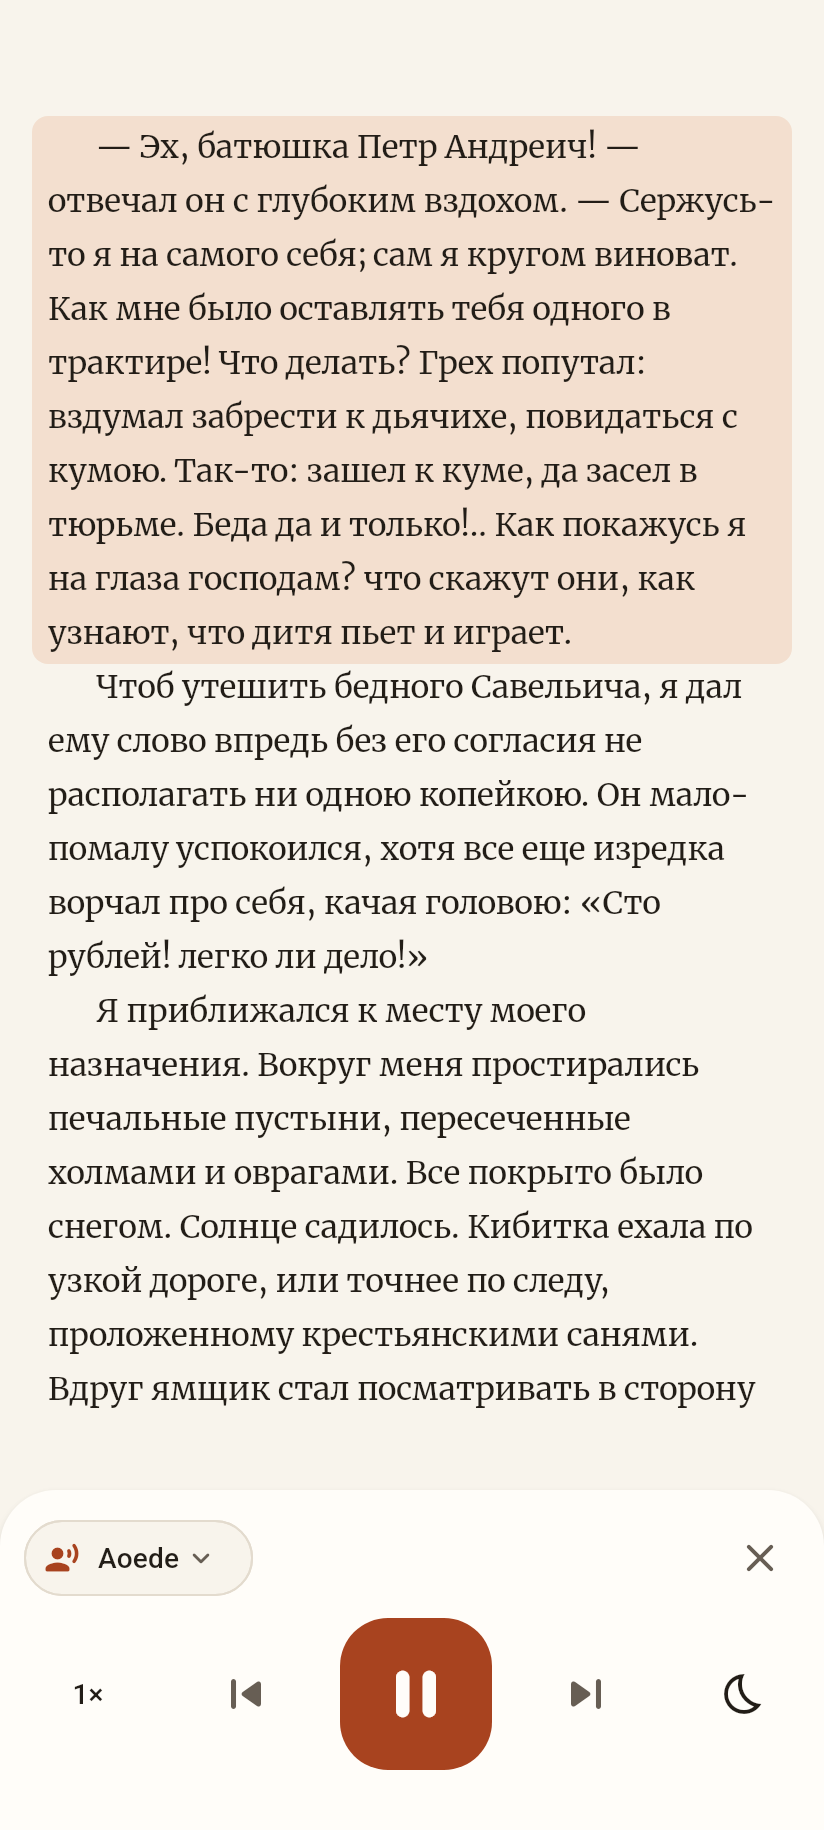 — Эх, батюшка Петр Андреич! —
отвечал он с глубоким вздохом. — Сержусь-
то я на самого себя; сам я кругом виноват.
Как мне было оставлять тебя одного в
трактире! Что делать? Грех попутал:
вздумал забрести к дьячихе, повидаться с
кумою. Так-то: зашел к куме, да засел в
тюрьме. Беда да и только!.. Как покажусь я
на глаза господам? что скажут они, как
узнают, что дитя пьет и играет.
Чтоб утешить бедного Савельича, я дал
ему слово впредь без его согласия не
располагать ни одною копейкою. Он мало-
помалу успокоился, хотя все еще изредка
ворчал про себя, качая головою: «Сто
рублей! легко ли дело!»
Я приближался к месту моего
назначения. Вокруг меня простирались
печальные пустыни, пересеченные
холмами и оврагами. Все покрыто было
снегом. Солнце садилось. Кибитка ехала по
узкой дороге, или точнее по следу,
проложенному крестьянскими санями.
Вдруг ямщик стал посматривать в сторону
Aoede
1×